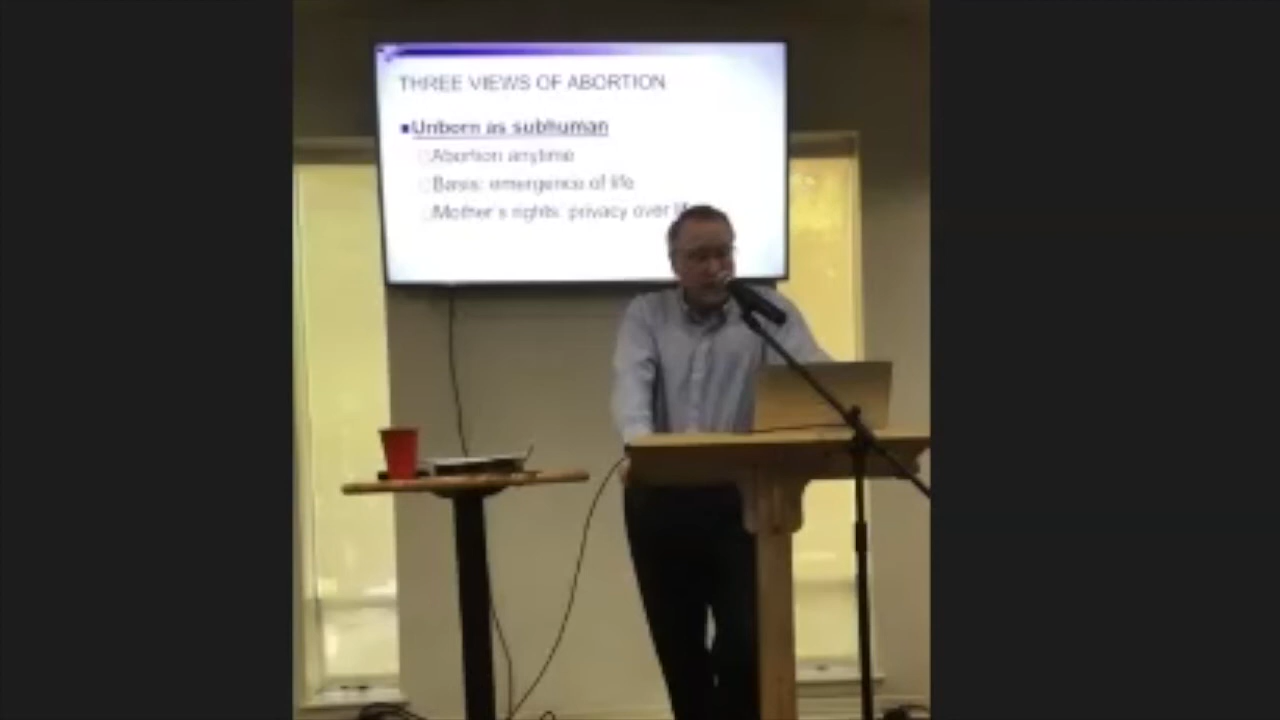 THREE VIEWS OF ABORTION
Unborn as subhuman
Abortion anytime
Basis: emergence of life
Mother's rights: privacy over